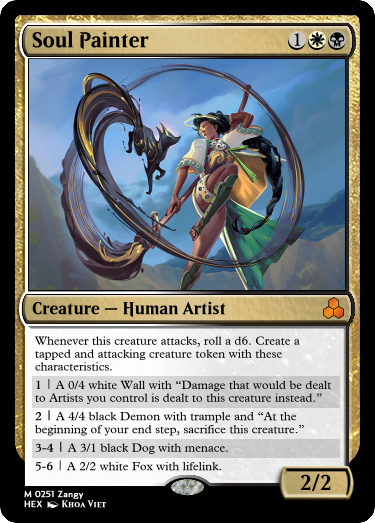 Soul Painter 1
Creature — Human Artist
Whenever this creature attacks, roll a d6. Create a
tapped and attacking creature token with these
characteristics.
1 | A 0/4 white Wall with “Damage that would be dealt
to Artists you control is dealt to this creature instead.”
2 | A 4/4 black Demon with trample and “At the
beginning of your end step, sacrifice this creature.”
3-4 | A 3/1 black Dog with menace.
5-6 | A 2/2 white Fox with lifelink.
2/2
M 0251 Zangy
HEX Khoa Viet